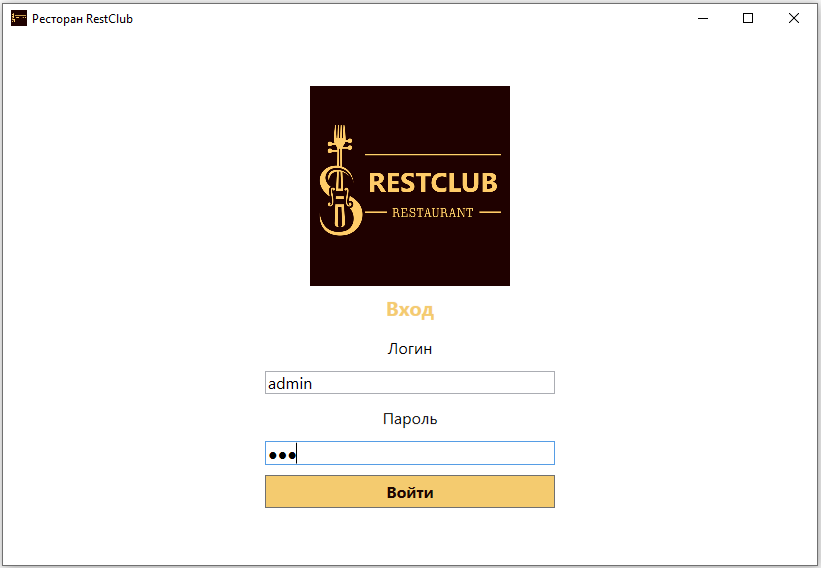 Ресторан RestClub
RESTCLUB
RESTAURANT
Вход
Логин
admin
Пароль
●●●
Войти